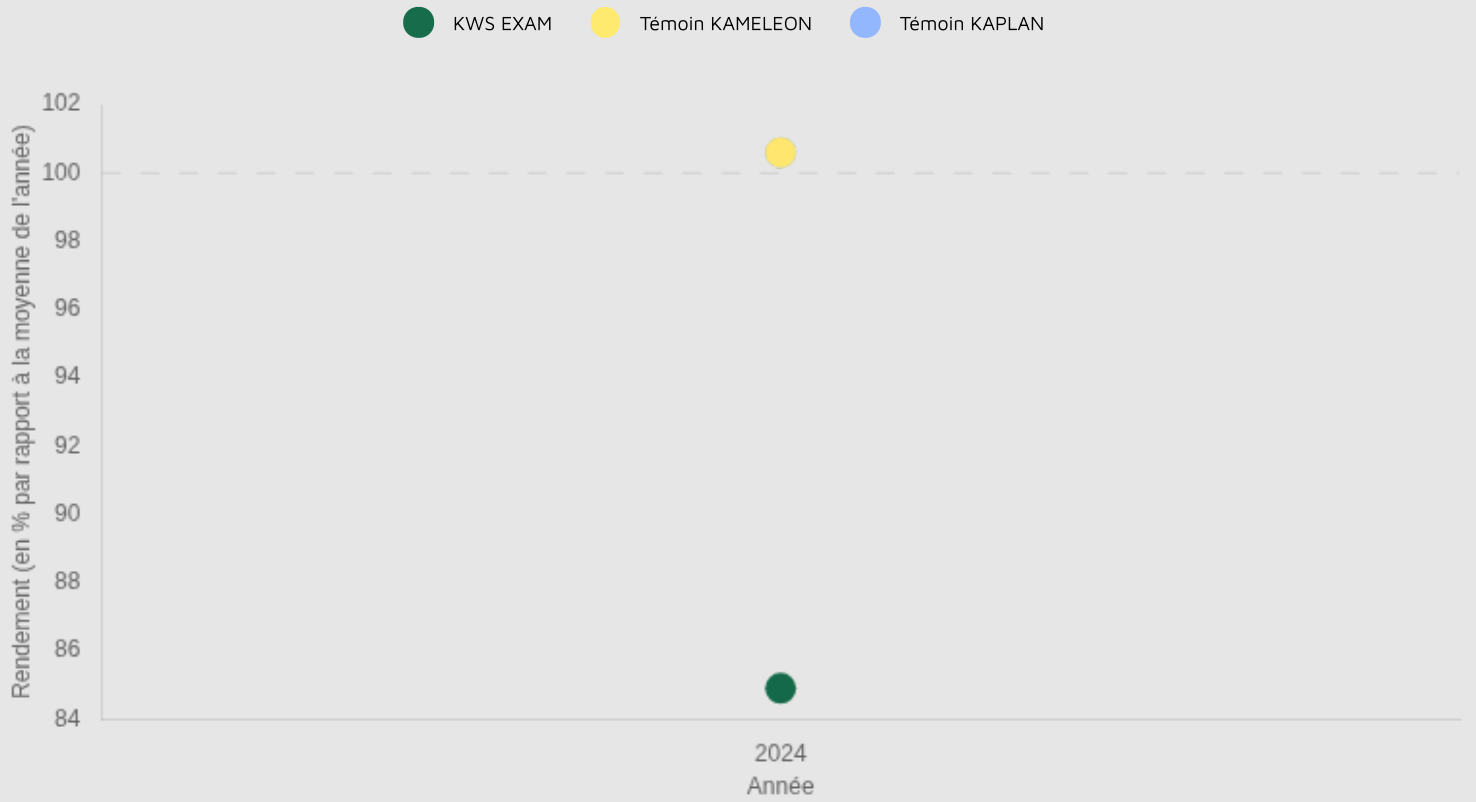 KWS EXAM
Témoin KAMELEON
Témoin KAPLAN
Rendement (en % par rapport à la moyenne de l'année)
102
100
98
96
94
92
90
88
86
84
2024
Année